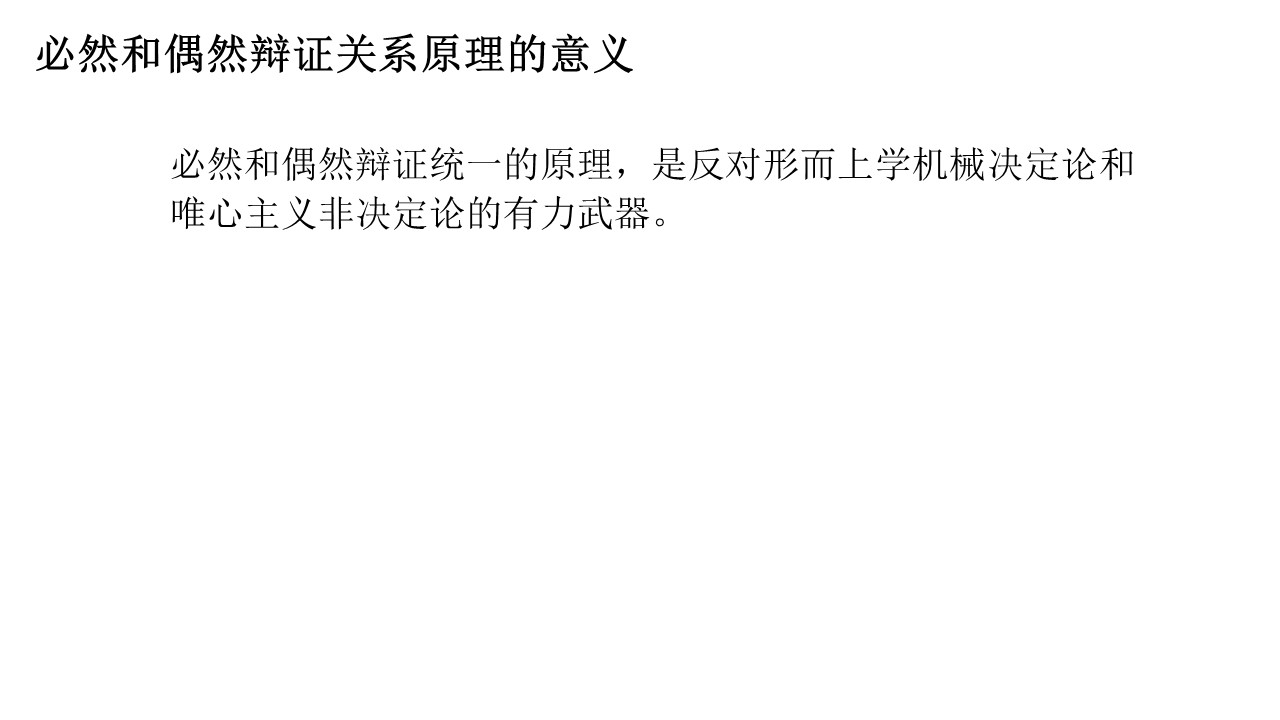 必然和偶然辩证关系原理的意义
必然和偶然辩证统一的原理，是反对形而上学机械决定论和
唯心主义非决定论的有力武器。